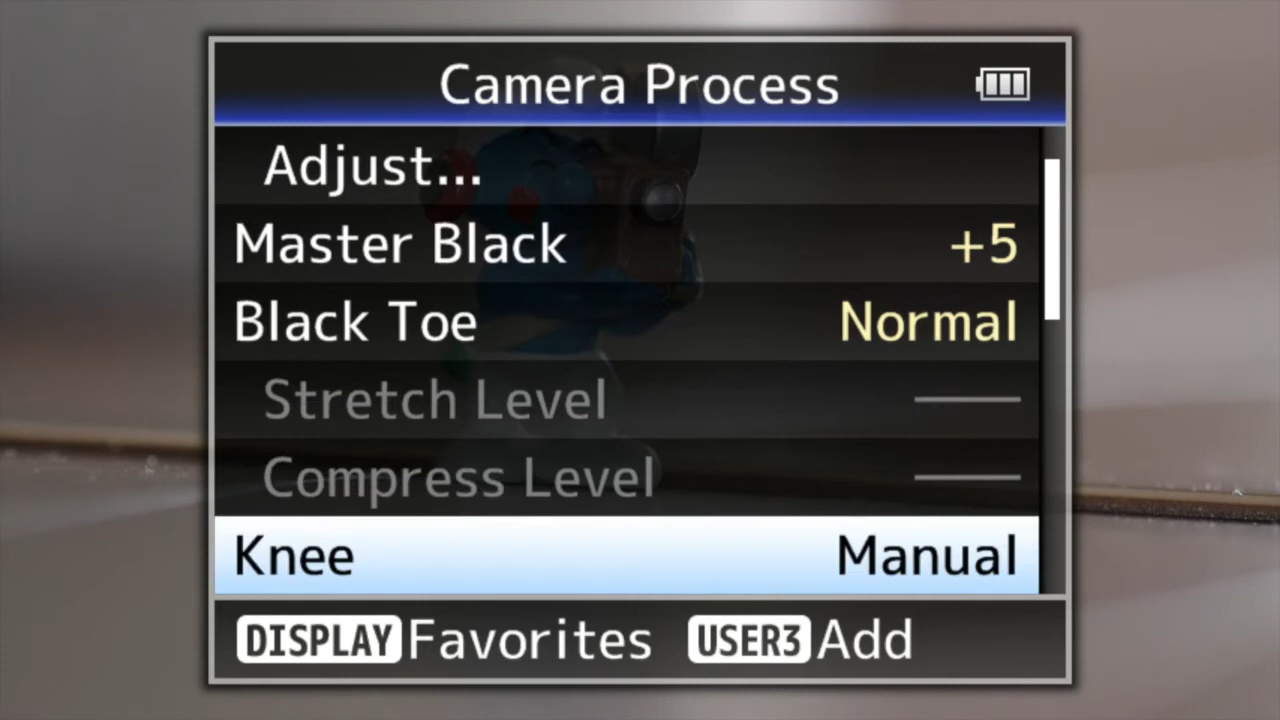 Camera Process
Adjust...
Master Black +5
Black Toe Normal
Stretch Level ——
Compress Level ——
Knee Manual
DISPLAY Favorites USER3 Add